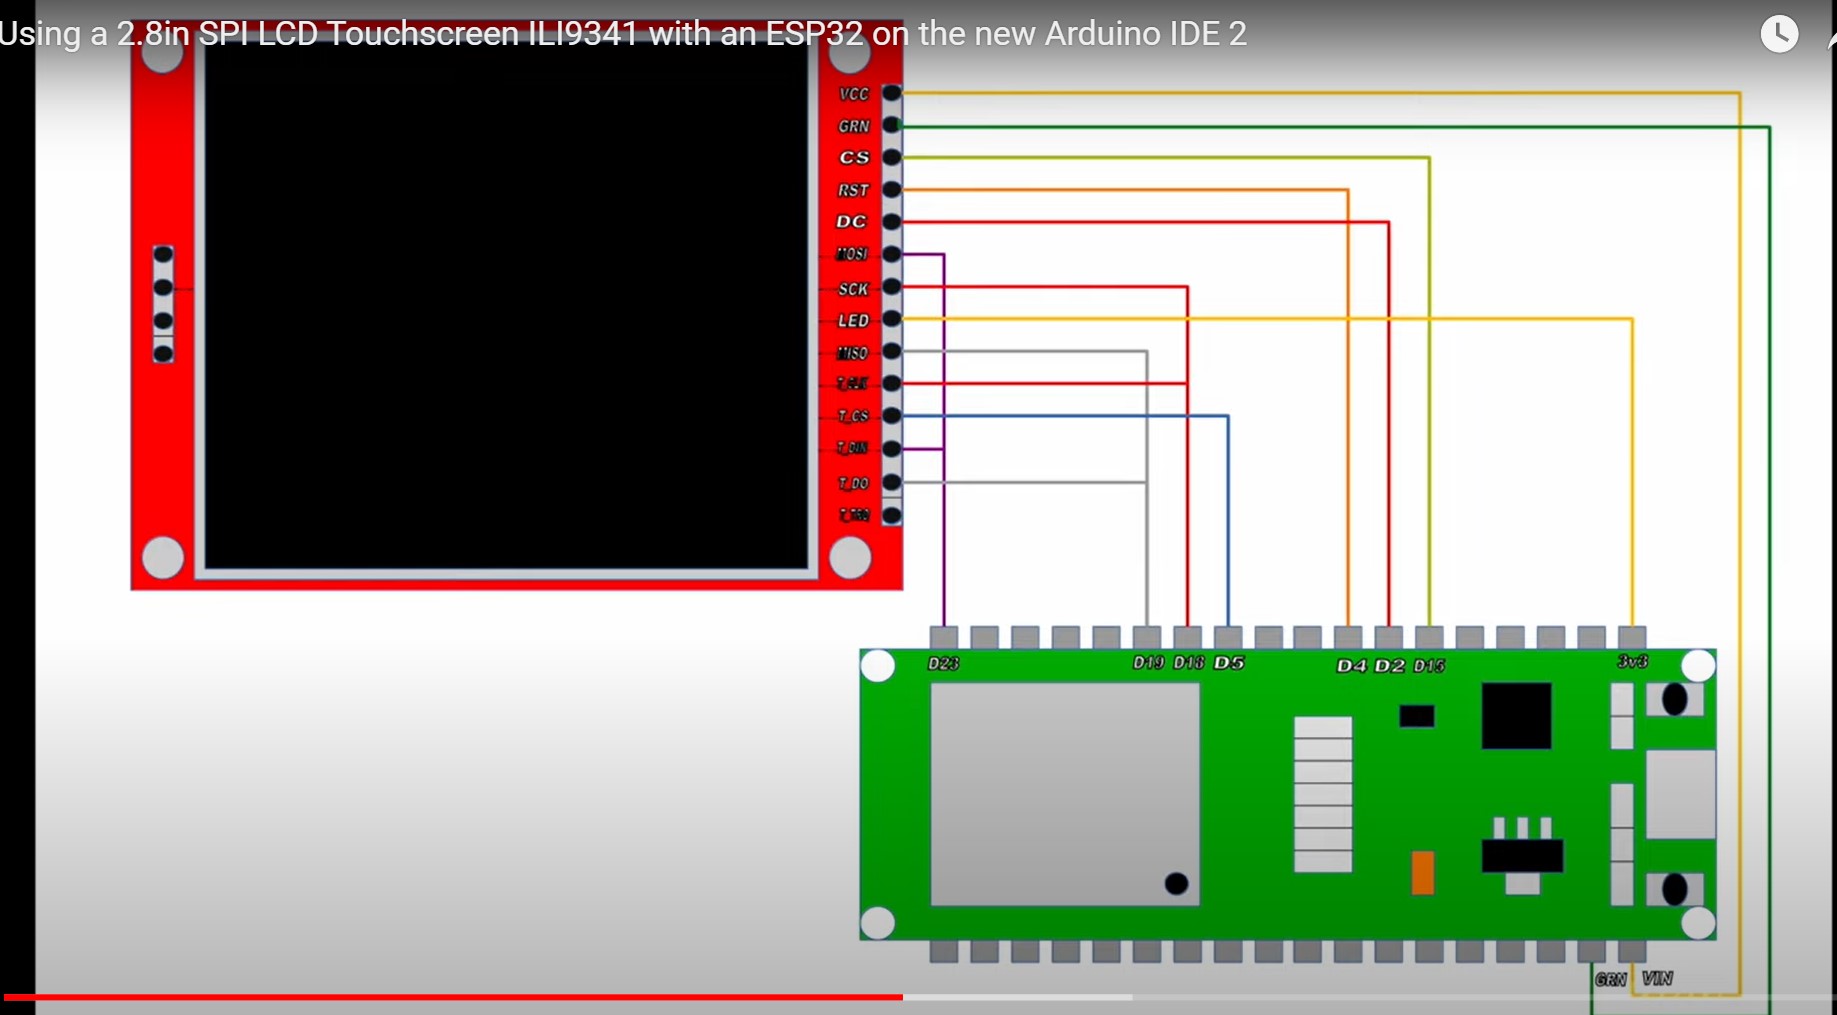 Using a 2.8in SPI LCD Touchscreen ILI9341 with an ESP32 on the new Arduino IDE 2
VCC
GRN
CS
RST
DC
MOSI
SCK
LED
MISO
T_CLK
T_CS
T_DIN
T_DO
D23
D19 D18 D5
D4 D2 D15
3v3
GRN VIN